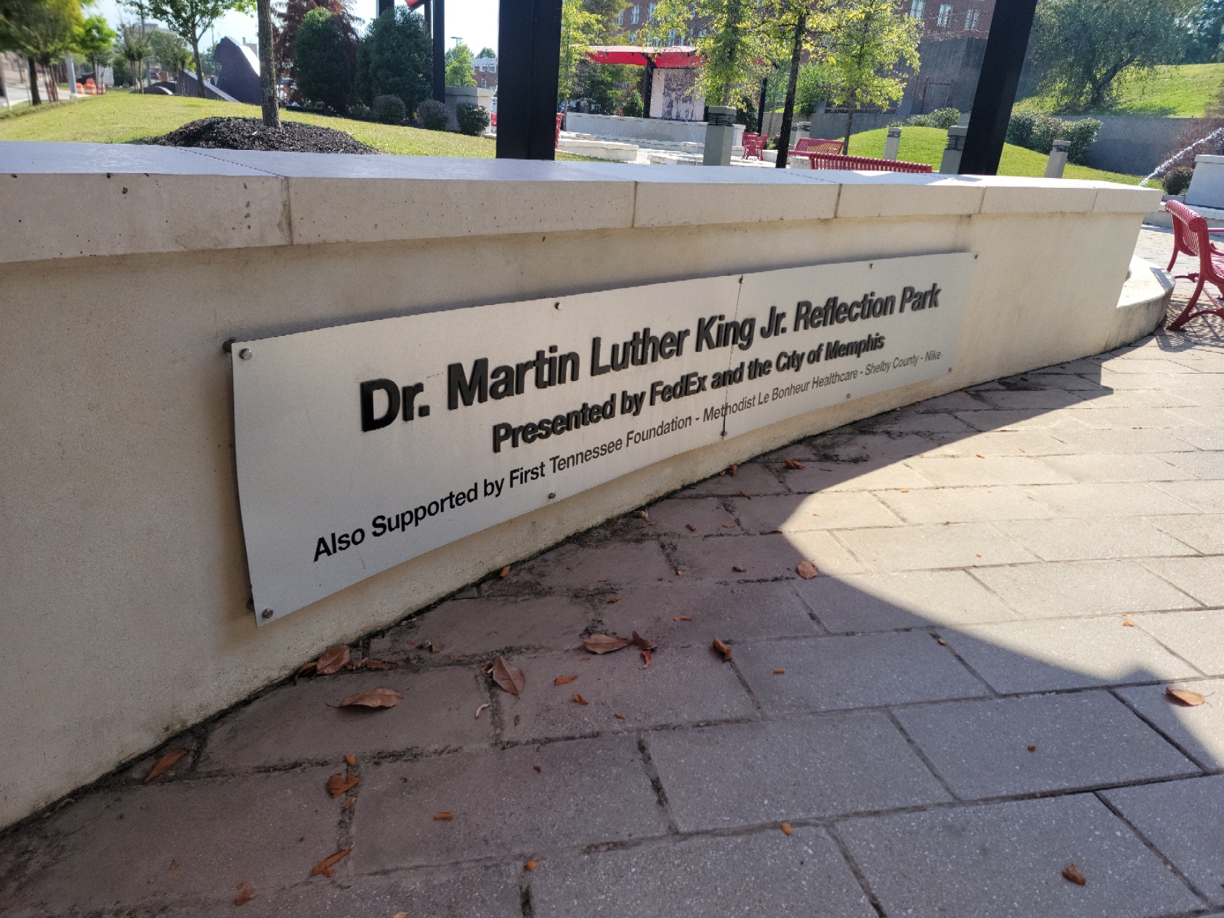 Dr. Martin Luther King Jr. Reflection Park
Presented by FedEx and the City of Memphis
Also Supported by First Tennessee Foundation - Methodist Le Bonheur Healthcare - Shelby County - Nike